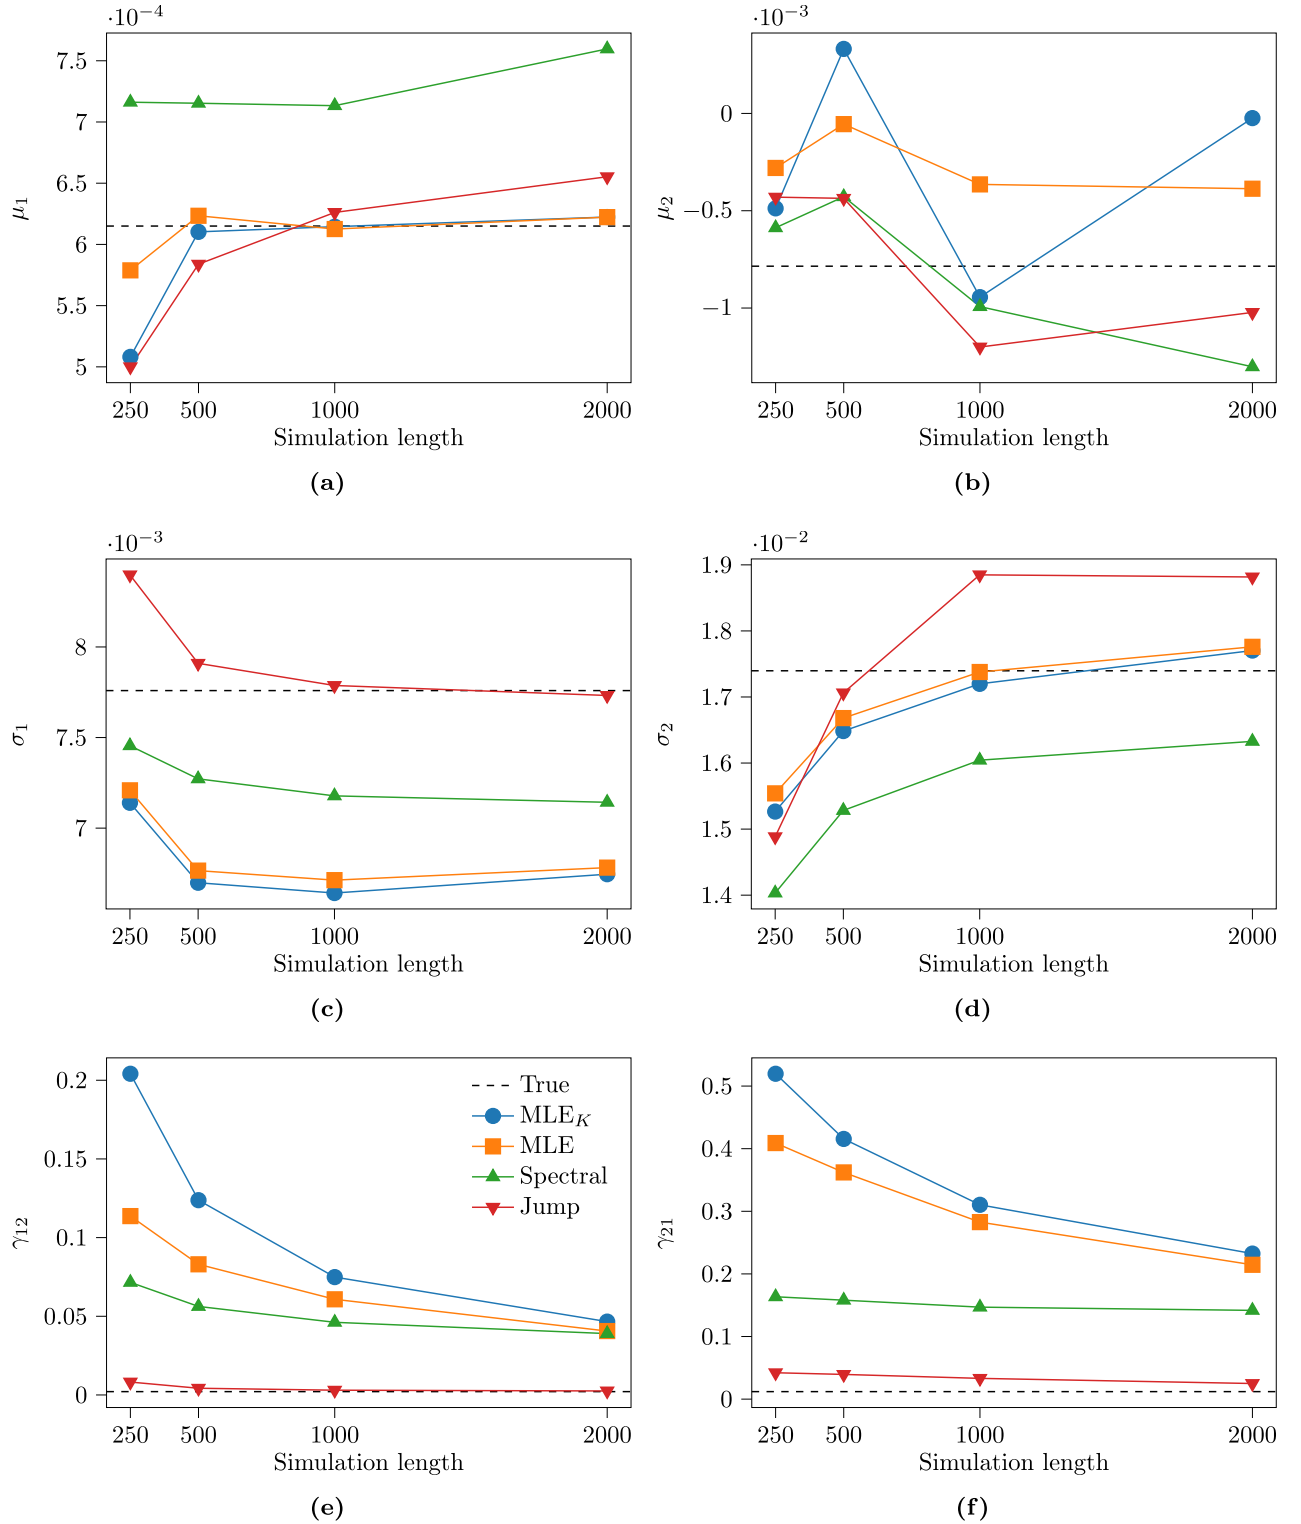 ·10⁻⁴
7.5
7
6.5
6
5.5
5
μ₁
250 500 1000 2000
Simulation length
(a)
·10⁻³
0
−0.5
−1
μ₂
250 500 1000 2000
Simulation length
(b)
·10⁻³
8
7.5
7
σ₁
250 500 1000 2000
Simulation length
(c)
·10⁻²
1.9
1.8
1.7
1.6
1.5
1.4
σ₂
250 500 1000 2000
Simulation length
(d)
0.2
0.15
0.1
0.05
0
γ₁₂
True
MLE_K
MLE
Spectral
Jump
250 500 1000 2000
Simulation length
(e)
0.5
0.4
0.3
0.2
0.1
0
γ₂₁
250 500 1000 2000
Simulation length
(f)